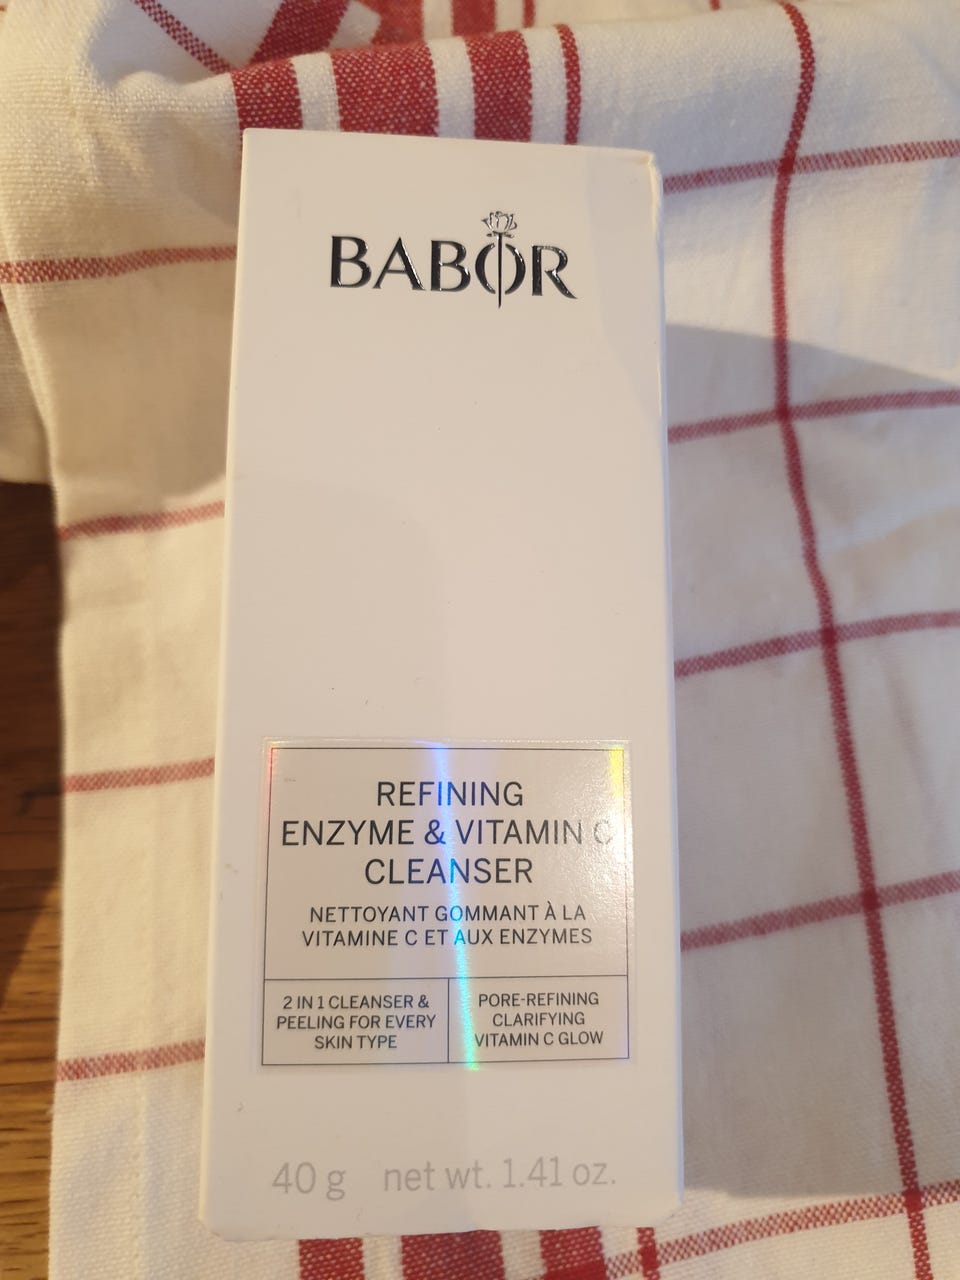 BABOR
REFINING
ENZYME & VITAMIN C
CLEANSER
NETTOYANT GOMMANT À LA
VITAMINE C ET AUX ENZYMES
2 IN 1 CLEANSER &
PEELING FOR EVERY
SKIN TYPE
PORE-REFINING
CLARIFYING
VITAMIN C GLOW
40 g net wt. 1.41 oz.